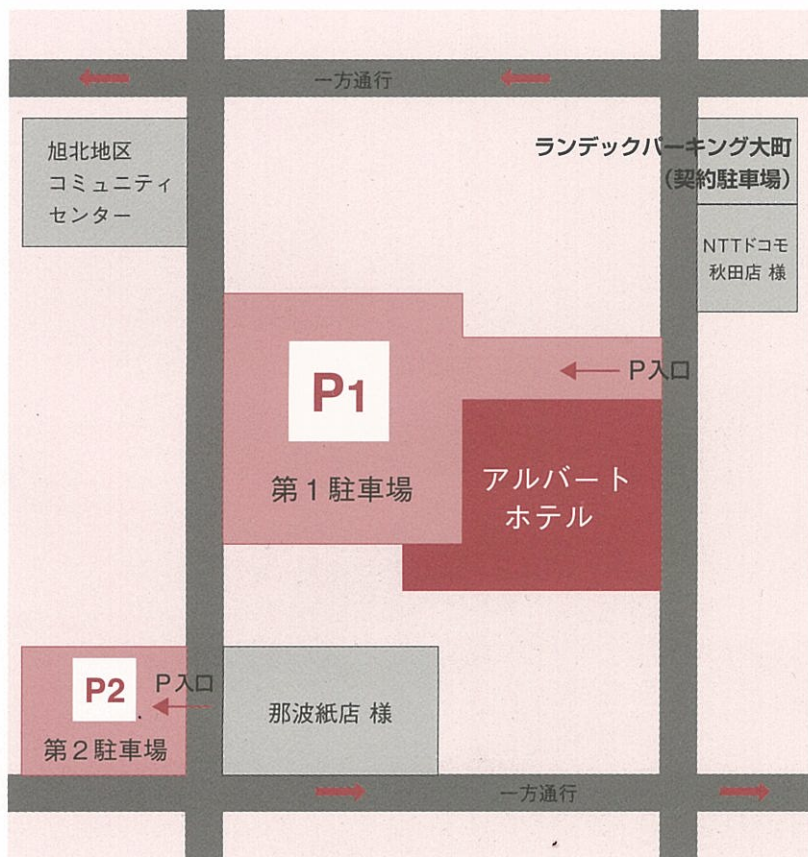 一方通行
旭北地区
コミュニティ
センター
ランデックパーキング大町
(契約駐車場)
NTTドコモ
秋田店 様
P入口
P1
第1駐車場
アルバート
ホテル
P2
P入口
第2駐車場
那波紙店 様
一方通行